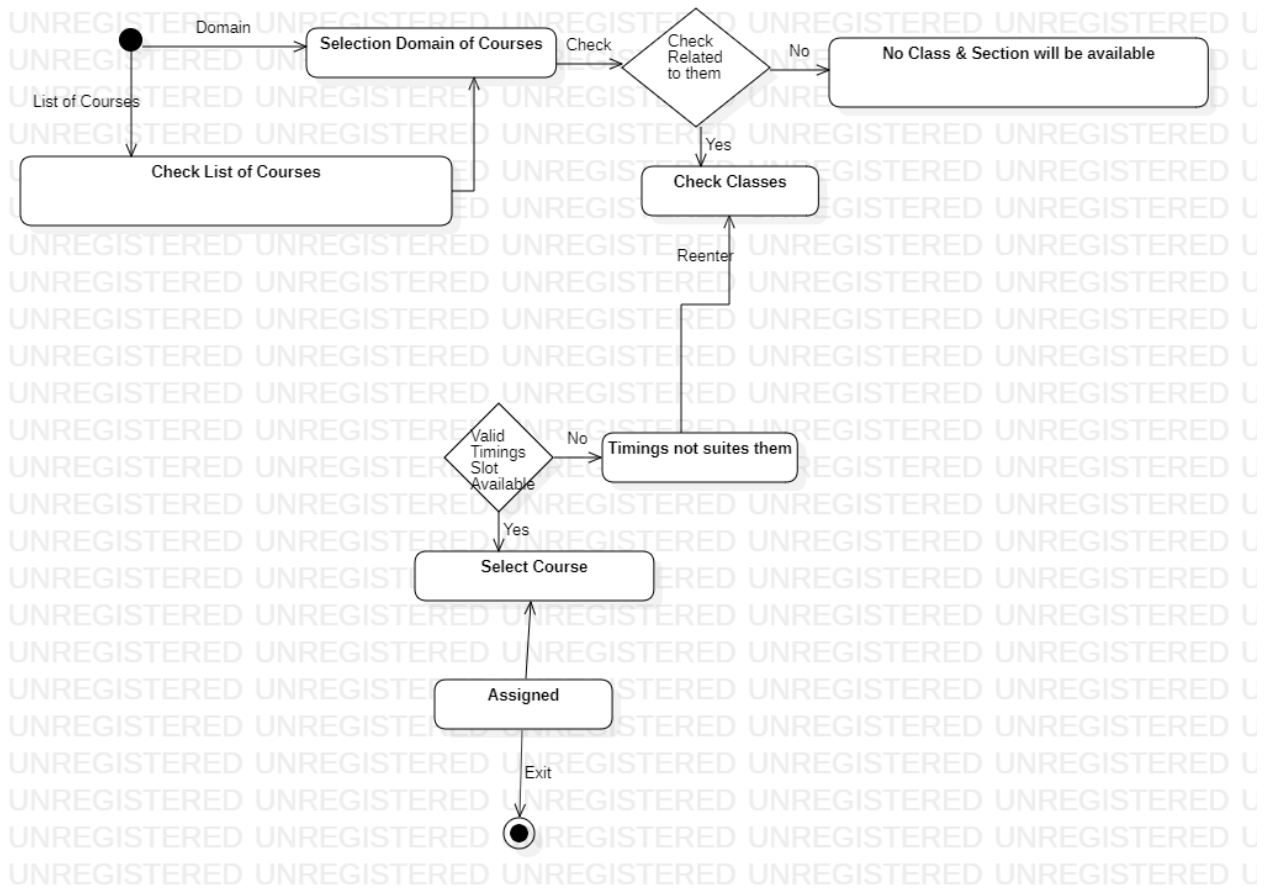 Domain
Selection Domain of Courses
Check
Check
Related
to them
No
No Class & Section will be available
List of Courses
Yes
Check List of Courses
Check Classes
Reenter
Valid
Timings
Slot
Available
No
Timings not suites them
Yes
Select Course
Assigned
Exit
UNREGISTERED